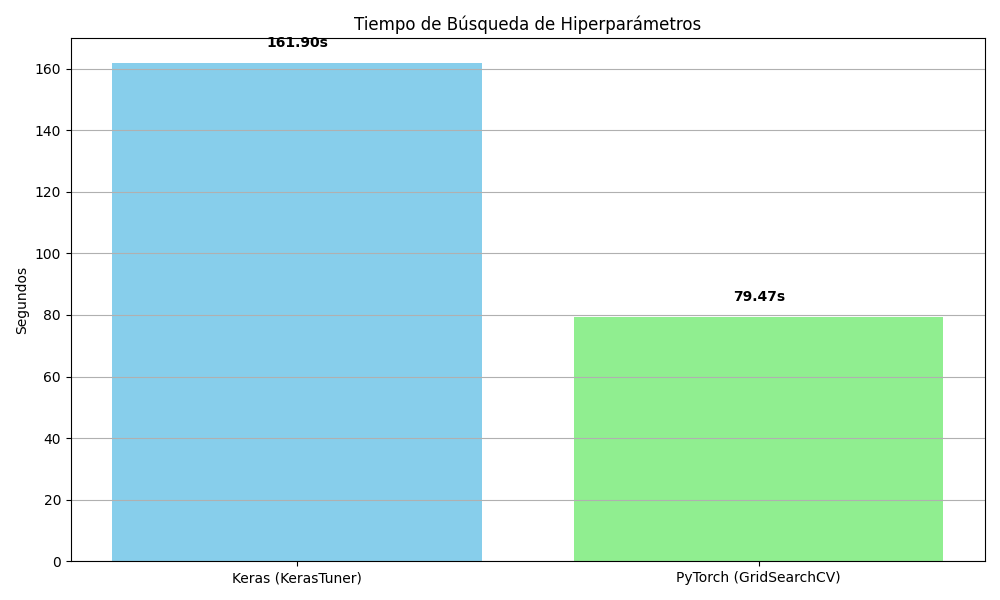 Tiempo de Búsqueda de Hiperparámetros
161.90s
79.47s
Segundos
160
140
120
100
80
60
40
20
0
Keras (KerasTuner)
PyTorch (GridSearchCV)